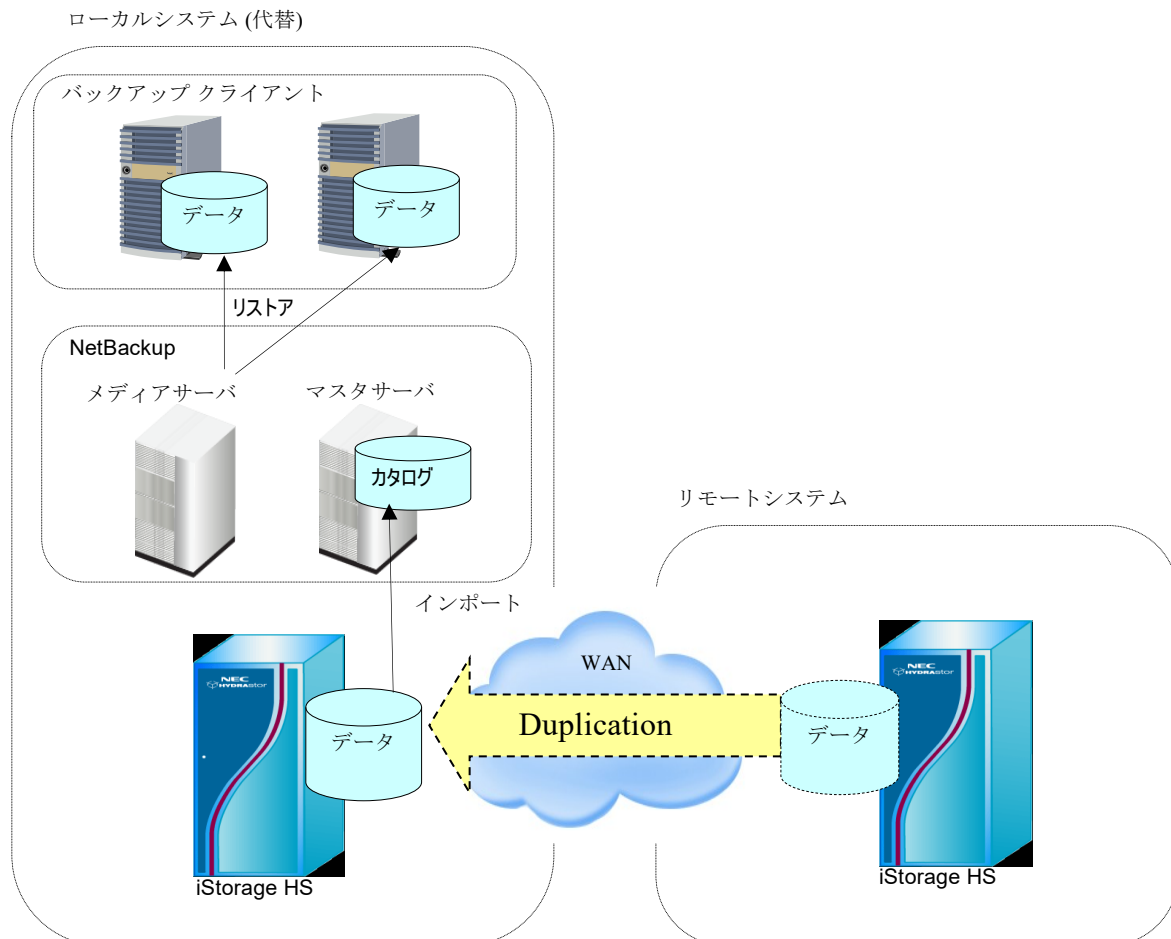 ローカルシステム (代替)
バックアップ クライアント
データ
データ
リストア
NetBackup
メディアサーバ
マスタサーバ
カタログ
リモートシステム
インポート
WAN
NEC
HYDRAstor
データ
Duplication
データ
NEC
HYDRAstor
iStorage HS
iStorage HS